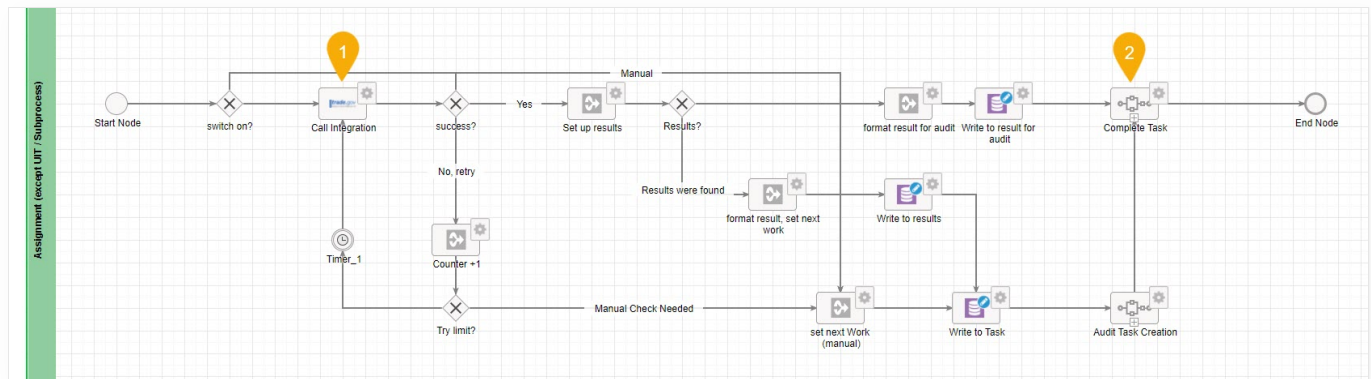 Assignment (except UIT / Subprocess)
1
2
Manual
Start Node
switch on?
Call Integration
success?
Yes
Set up results
Results?
format result for audit
Write to result for
audit
Complete Task
End Node
No, retry
Results were found
format result, set next
work
Write to results
Timer_1
Counter +1
Try limit?
Manual Check Needed
set next Work
(manual)
Write to Task
Audit Task Creation